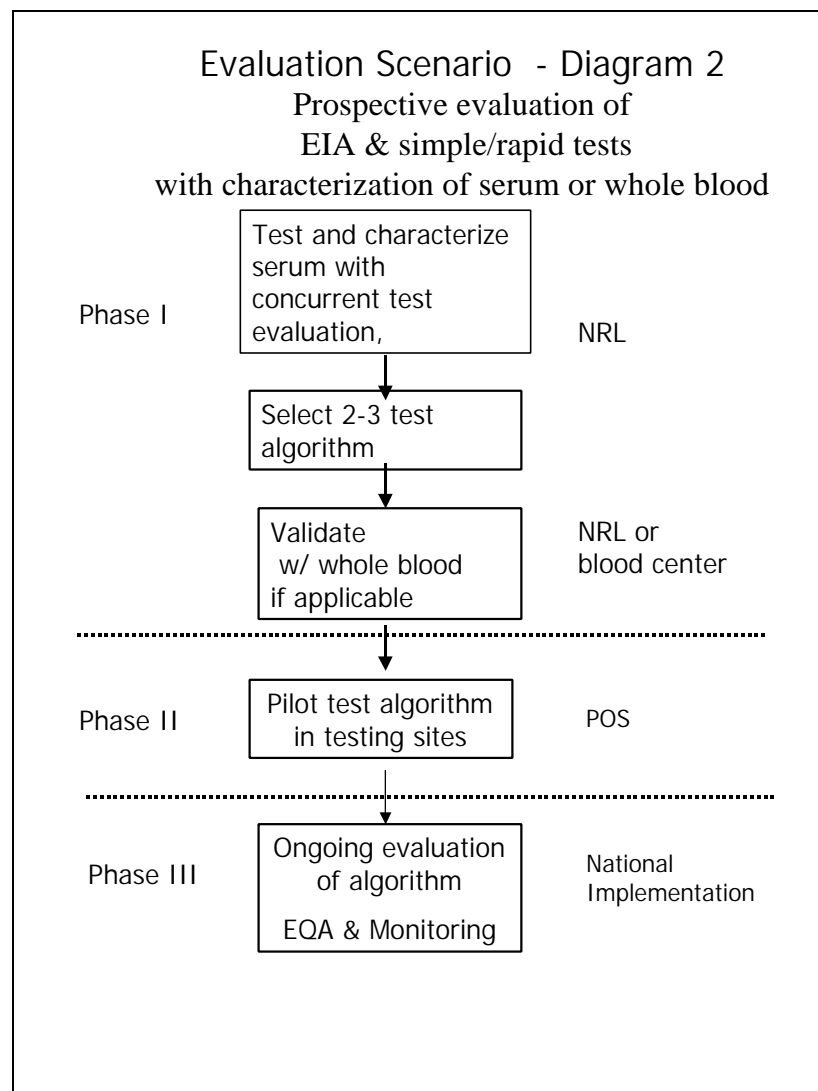 Evaluation Scenario - Diagram 2
Prospective evaluation of
EIA & simple/rapid tests
with characterization of serum or whole blood
Phase I
Test and characterize
serum with
concurrent test
evaluation,
NRL
Select 2-3 test
algorithm
Validate
w/ whole blood
if applicable
NRL or
blood center
Phase II
Pilot test algorithm
in testing sites
POS
Phase III
Ongoing evaluation
of algorithm
EQA & Monitoring
National
Implementation